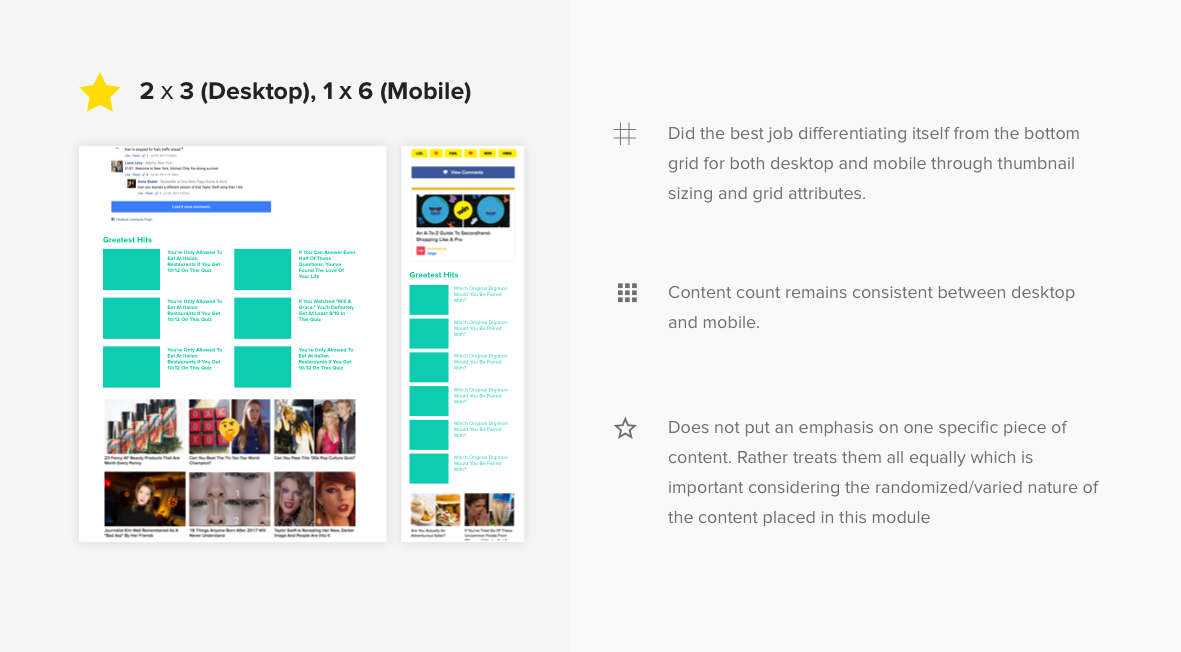 2 x 3 (Desktop), 1 x 6 (Mobile)
Lance Levy
Load 9 more comments
Facebook Comments Plugin
Greatest Hits
You're Only Allowed To
Eat At Italian
Restaurants If You Get
10/12 On This Quiz
If You Can Answer Even
Half Of These
Questions, You've
Found The Love Of
Your Life
You're Only Allowed To
Eat At Italian
Restaurants If You Get
10/12 On This Quiz
If You Watched "Will &
Grace," You'll Definitely
Get At Least 8/10 In
This Quiz
You're Only Allowed To
Eat At Italian
Restaurants If You Get
10/12 On This Quiz
You're Only Allowed To
Eat At Italian
Restaurants If You Get
10/12 On This Quiz
23 Fancy AF Beauty Products That Are
Worth Every Penny
Can You Beat The Tic-Tac-Toe World
Champion?
Can You Pass This '90s Pop Culture Quiz?
Journalist Kim Wall Remembered As A
"Bad Ass" By Her Friends
18 Things Anyone Born After 2017 Will
Never Understand
Taylor Swift Is Revealing Her New, Darker
Image And People Are Into It
LOL
FAIL
WIN
OMG
View Comments
win
An A-To-Z Guide To Secondhand
Shopping Like A Pro
Greatest Hits
Which Original Digimon
Would You Be Paired
With?
Which Original Digimon
Would You Be Paired
With?
Which Original Digimon
Would You Be Paired
With?
Which Original Digimon
Would You Be Paired
With?
Which Original Digimon
Would You Be Paired
With?
Which Original Digimon
Would You Be Paired
With?
Are You Actually An
Adventurous Eater?
If You've Tried Six Of These
Uncommon Foods From
Did the best job differentiating itself from the bottom
grid for both desktop and mobile through thumbnail
sizing and grid attributes.
Content count remains consistent between desktop
and mobile.
Does not put an emphasis on one specific piece of
content. Rather treats them all equally which is
important considering the randomized/varied nature of
the content placed in this module